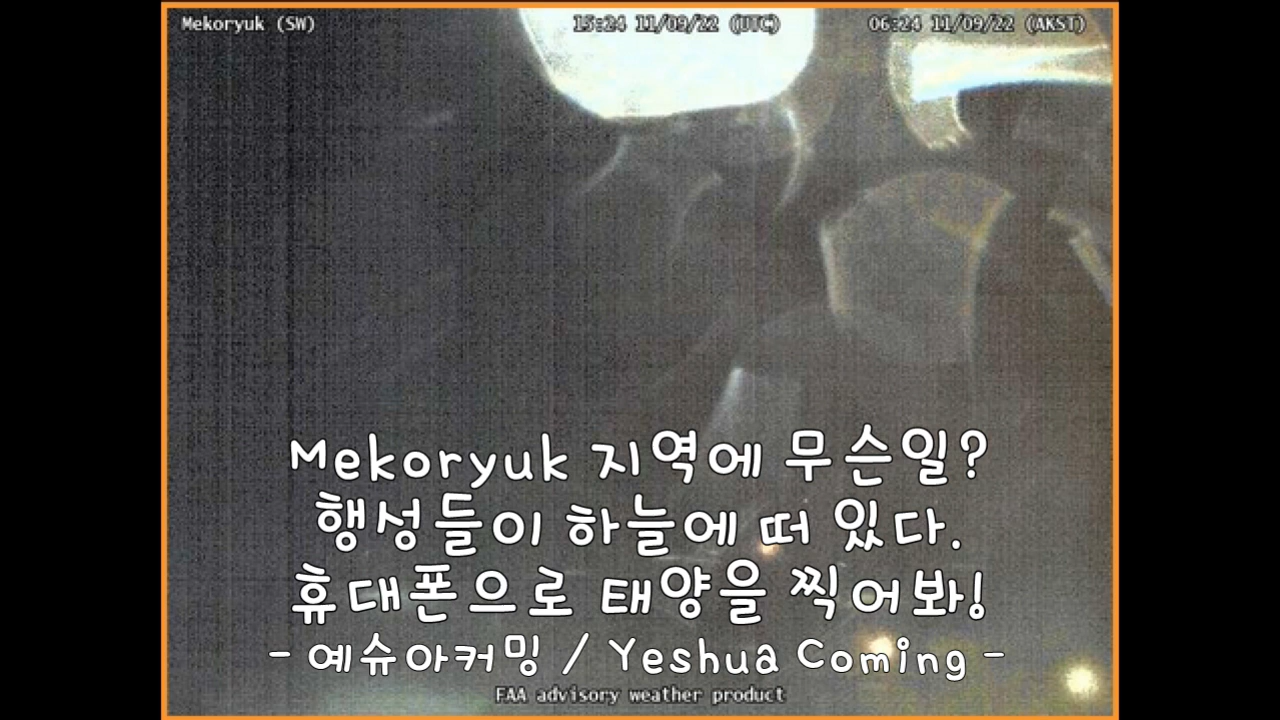 Mekoryuk (SW) 15:24 11/09/22 (UTC) 06:24 11/09/22 (AKST)
Mekoryuk 지역에 무슨일?
행성들이 하늘에 떠 있다.
휴대폰으로 태양을 찍어봐!
- 예슈아커밍 / Yeshua Coming -
FAA advisory weather product